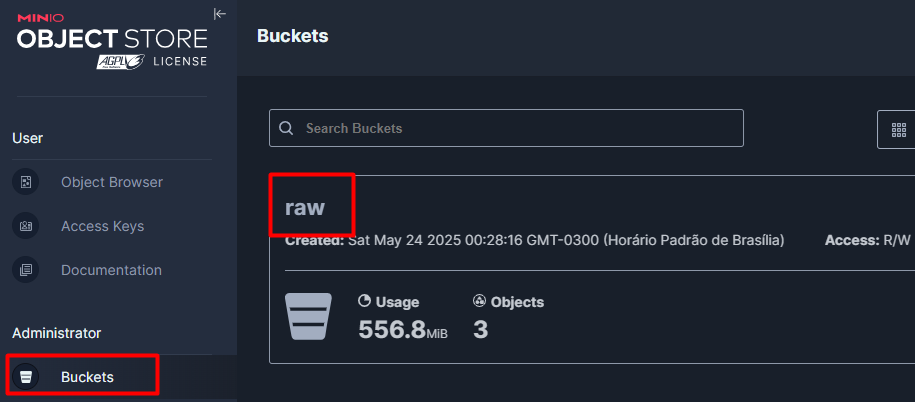 MINIO
OBJECT STORE
AGPL LICENSE
User
Object Browser
Access Keys
Documentation
Administrator
Buckets
Buckets
Search Buckets
raw
Created: Sat May 24 2025 00:28:16 GMT-0300 (Horário Padrão de Brasília) Access: R/W
Usage Objects
556.8MiB 3